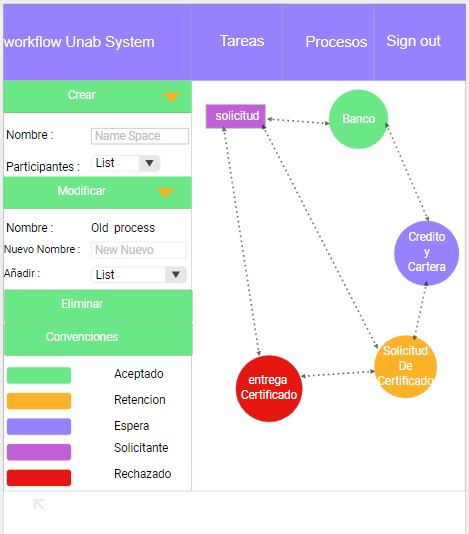 workflow Unab System
Tareas
Procesos
Sign out
Crear
Nombre :
Name Space
Participantes :
List
Modificar
Nombre :
Old process
Nuevo Nombre :
New Nuevo
Añadir :
List
Eliminar
Convenciones
Aceptado
Retencion
Espera
Solicitante
Rechazado
solicitud
Banco
Credito
y
Cartera
Solicitud
De
Certificado
entrega
Certificado